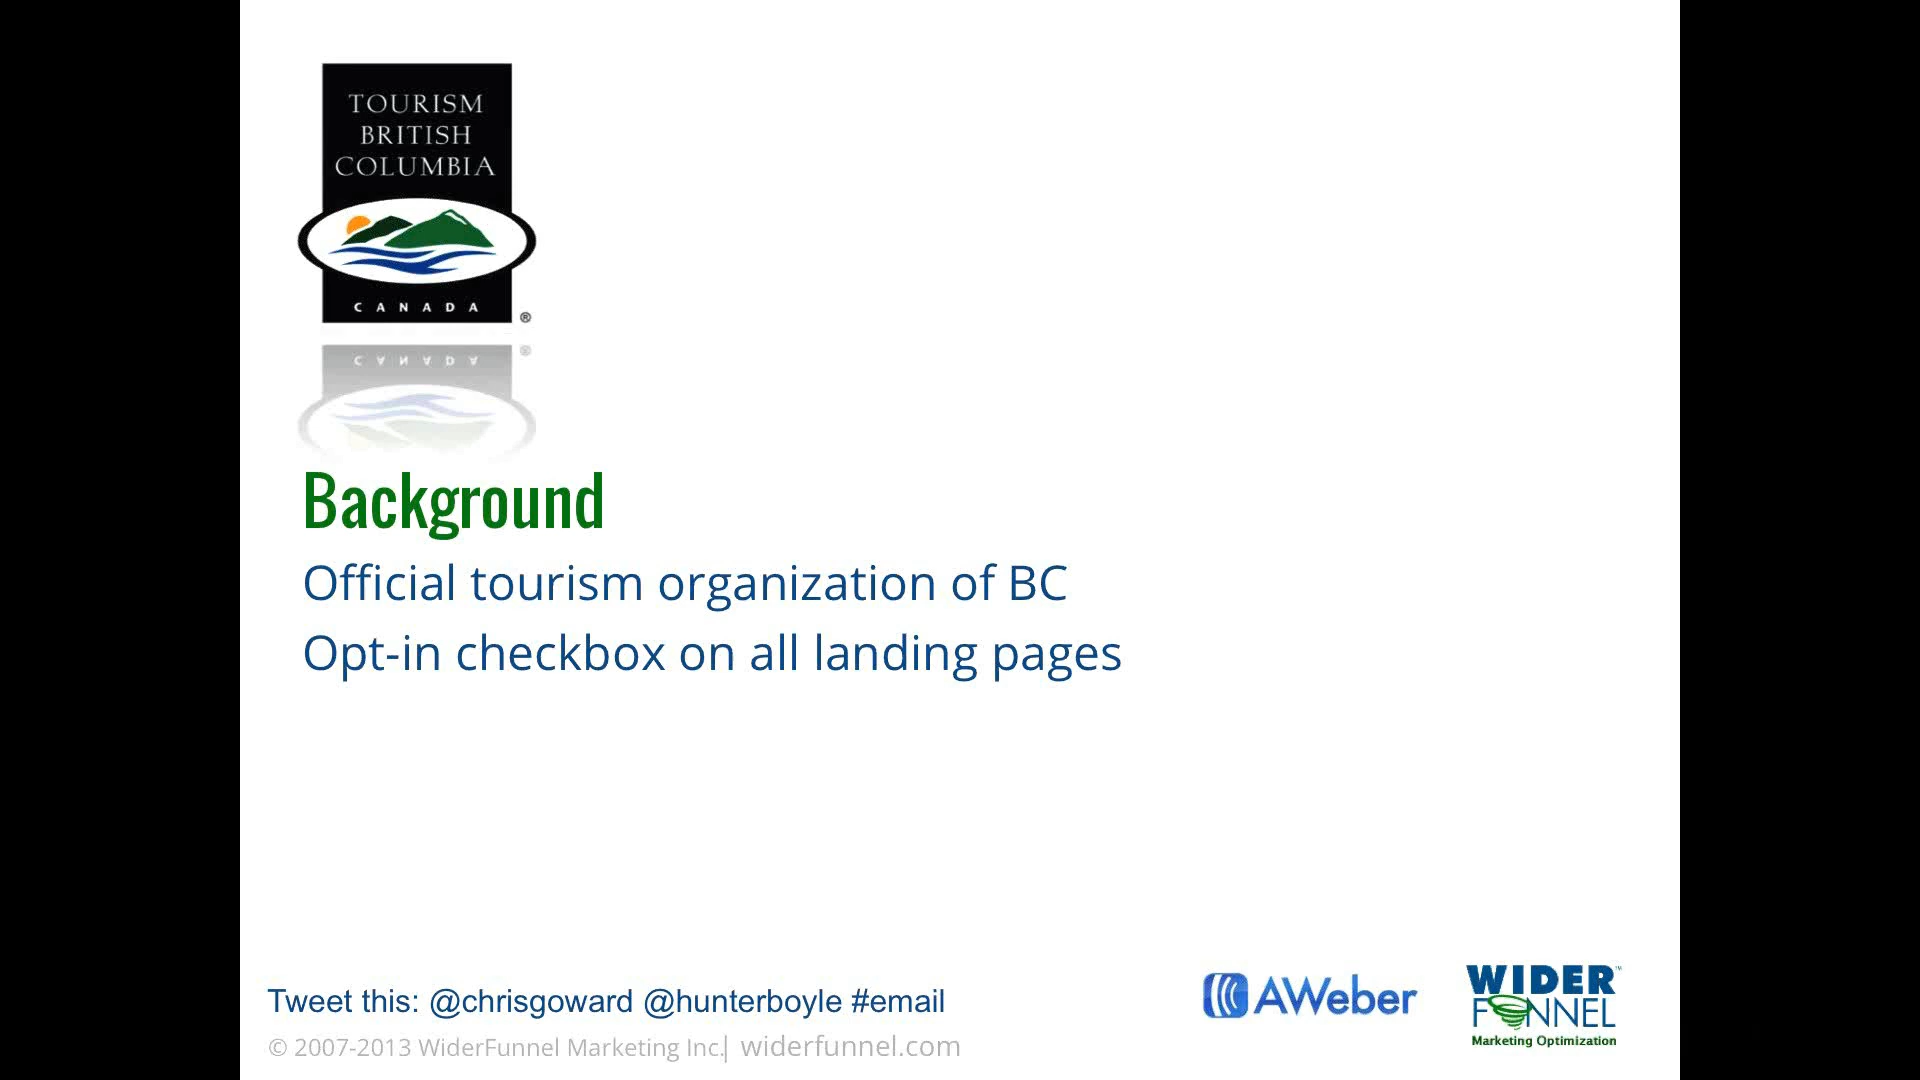 TOURISM
BRITISH
COLUMBIA
CANADA
®
Background
Official tourism organization of BC
Opt-in checkbox on all landing pages
Tweet this: @chrisgoward @hunterboyle #email
© 2007-2013 WiderFunnel Marketing Inc.| widerfunnel.com
AWeber
WIDER™
FUNNEL
Marketing Optimization